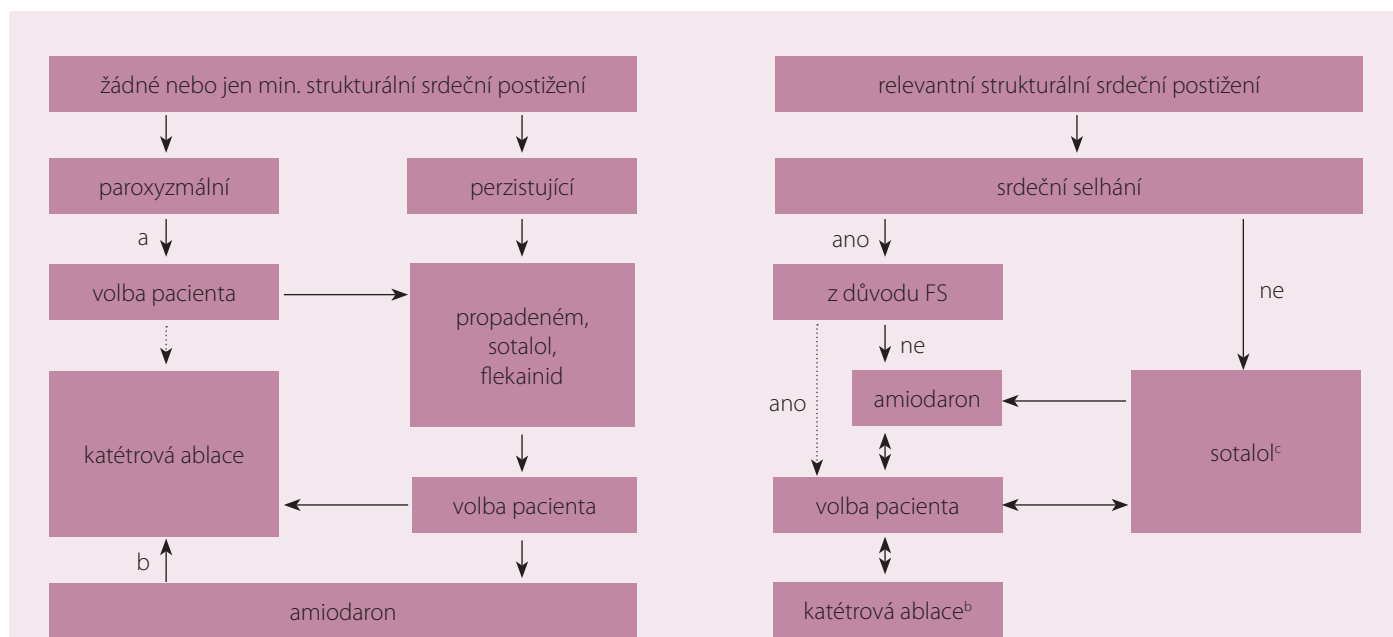 žádné nebo jen min. strukturální srdeční postižení
paroxyzmální
perzistující
a
volba pacienta
propadeném,
sotalol,
flekainid
katétrová ablace
volba pacienta
b
amiodaron
relevantní strukturální srdeční postižení
srdeční selhání
ano
z důvodu FS
ne
ne
ano
amiodaron
sotalolᶜ
volba pacienta
katétrová ablaceᵇ